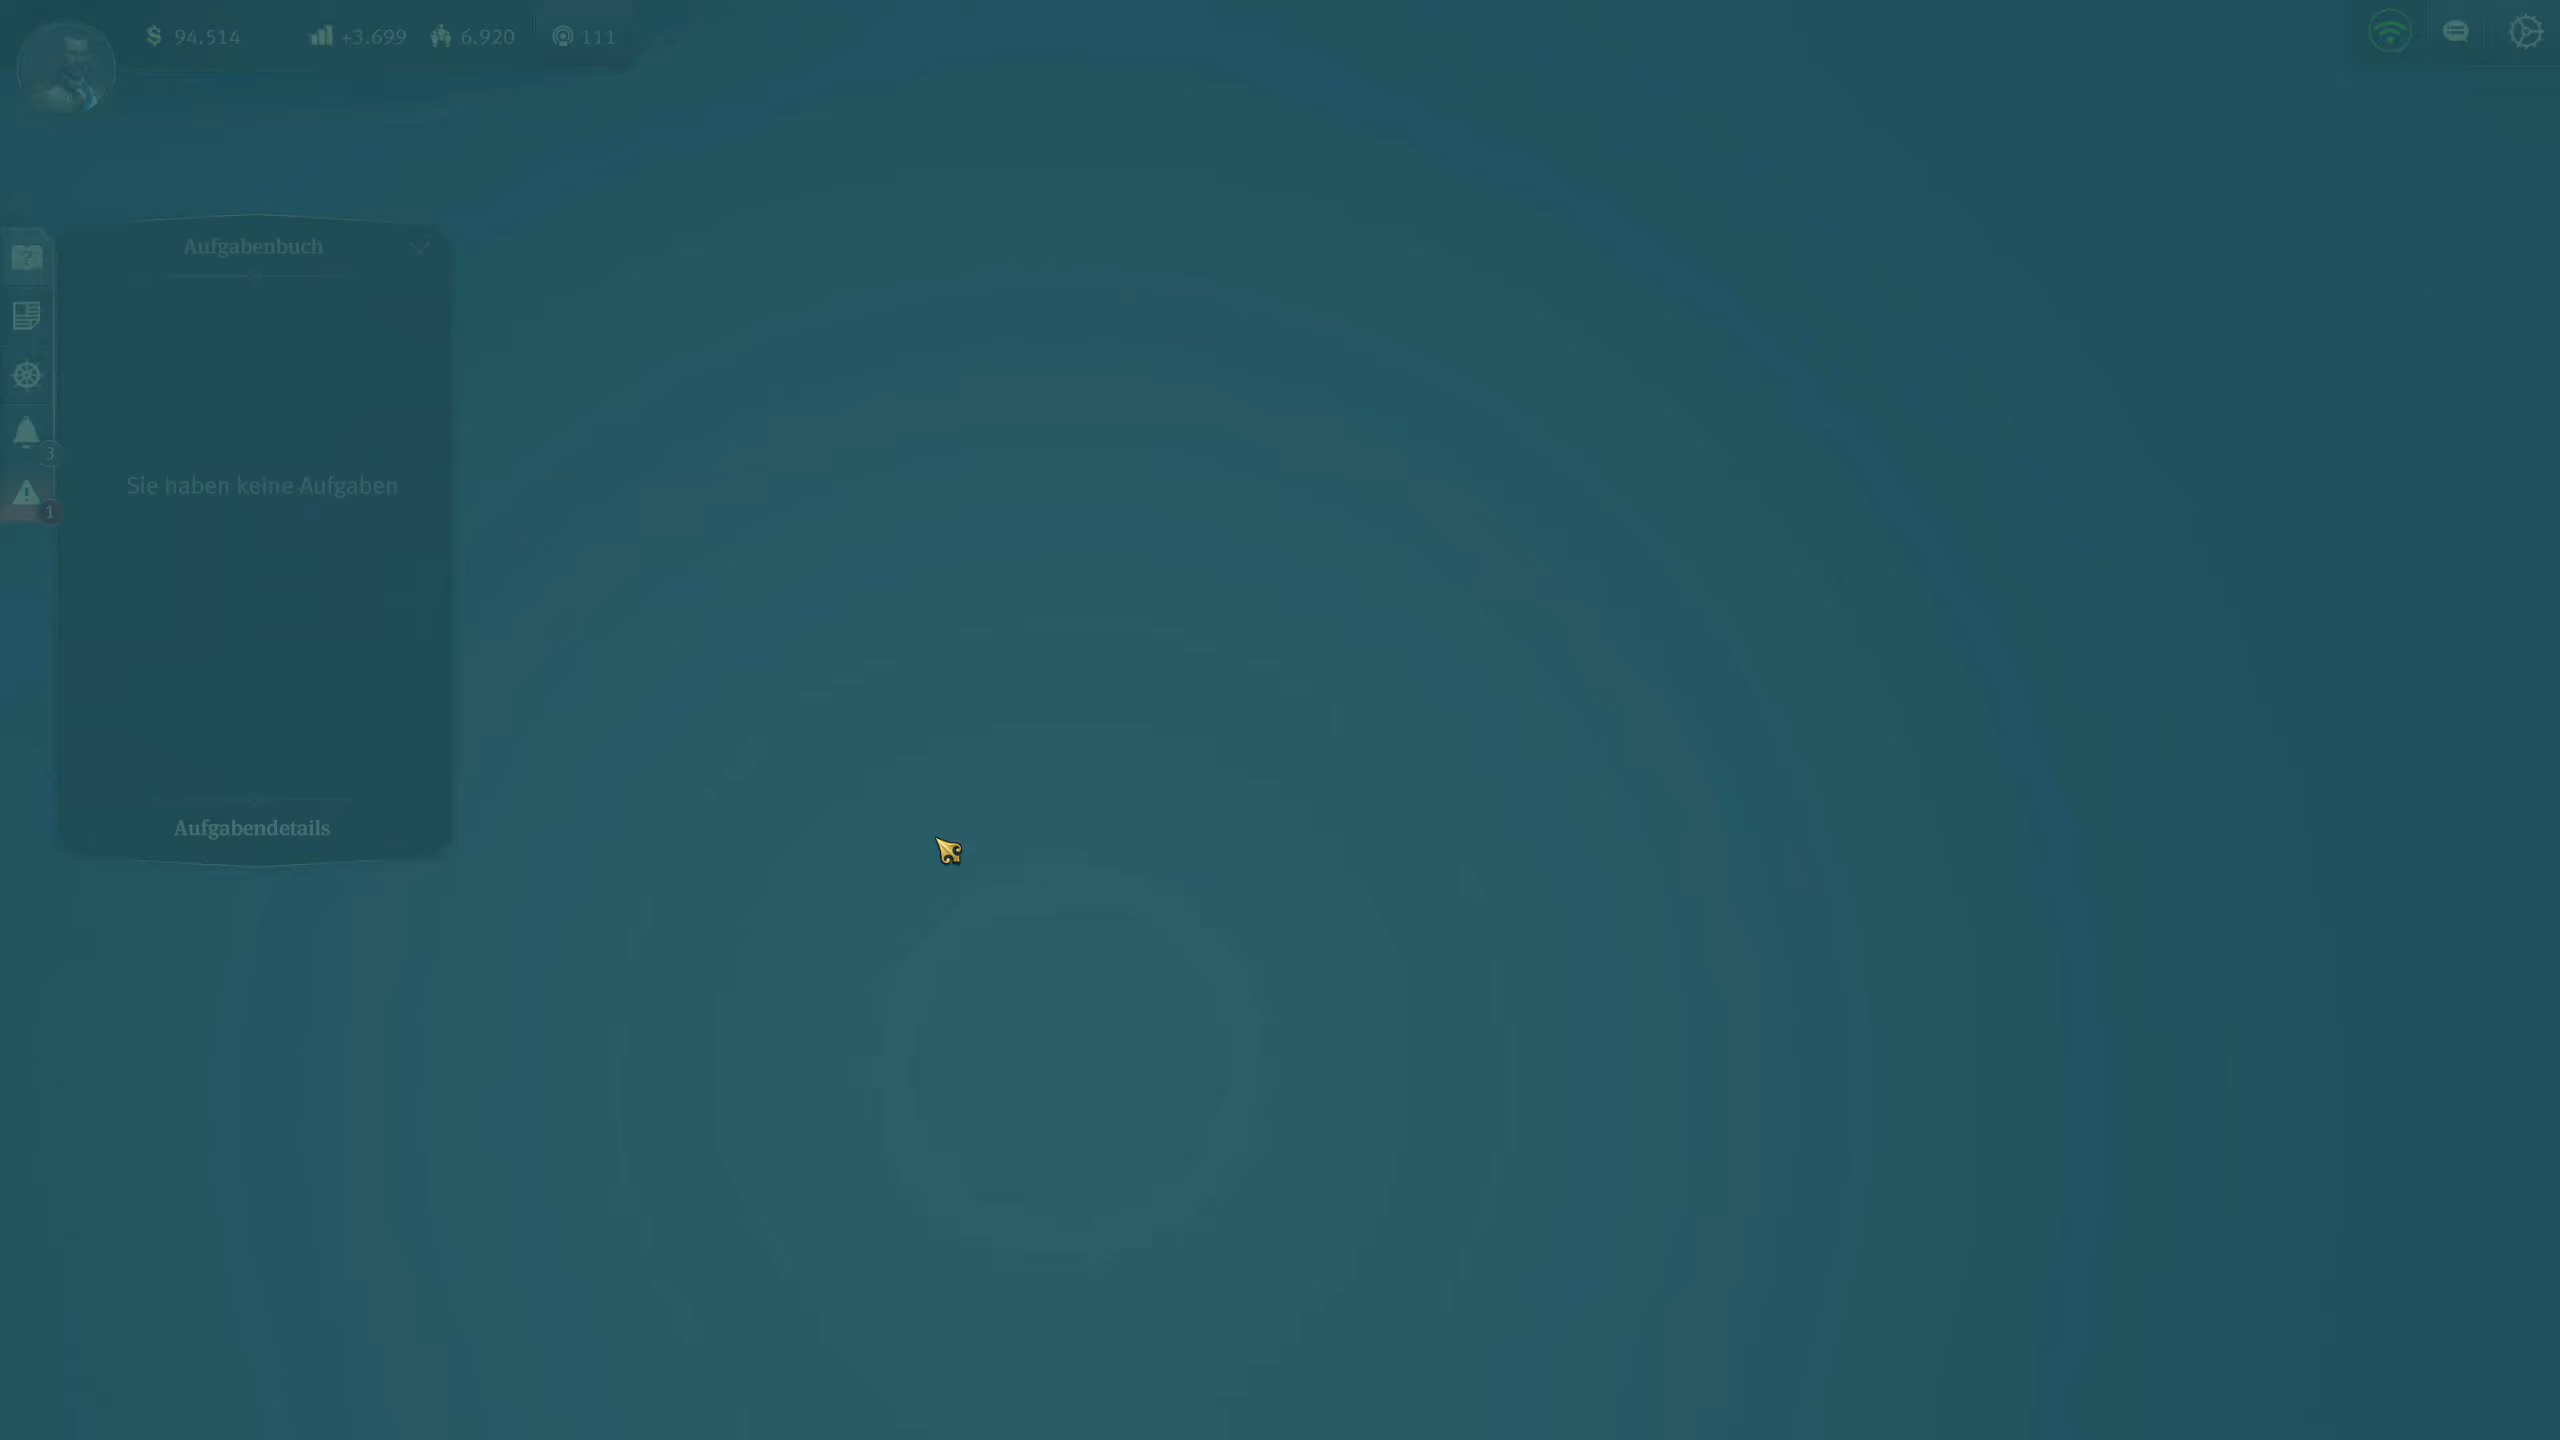 94.514 +3.699 6.920 111
Aufgabenbuch
3
Sie haben keine Aufgaben
1
Aufgabendetails